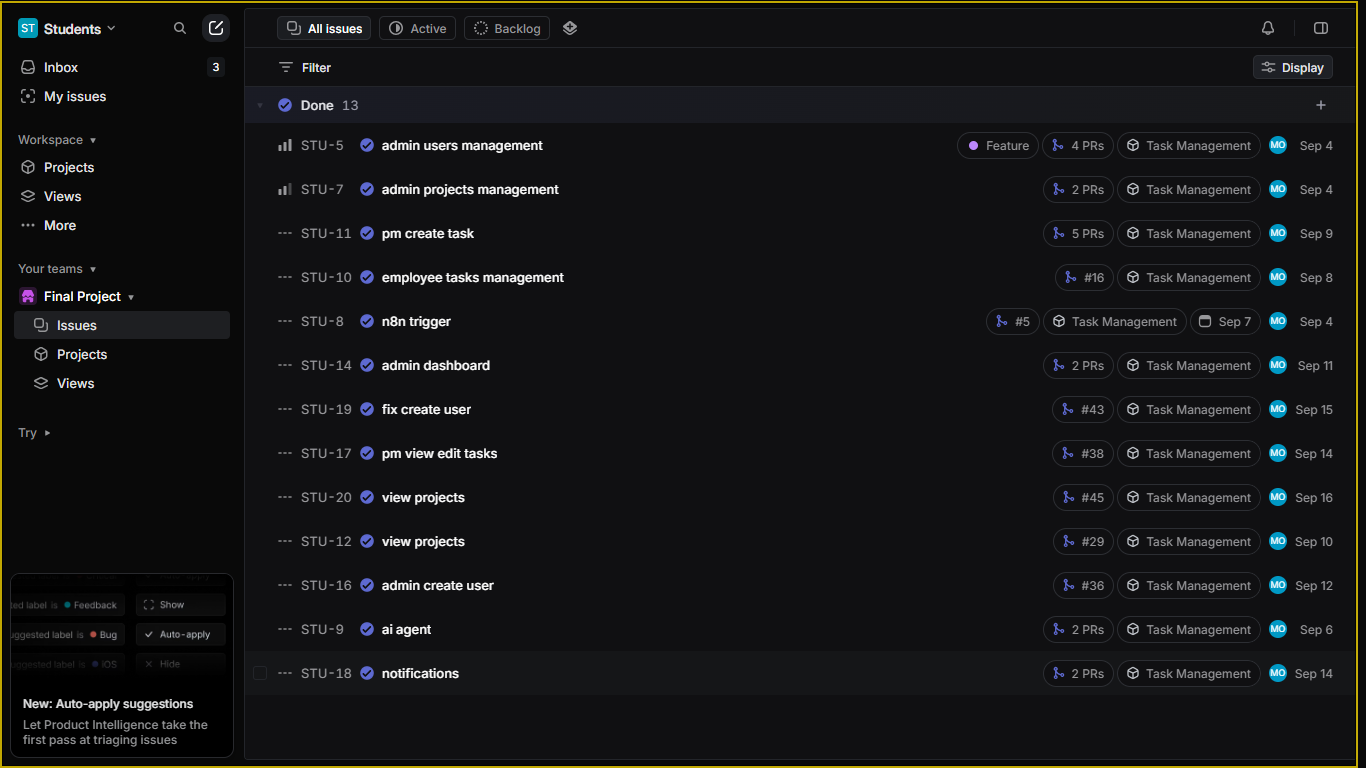 ST Students
Inbox 3
My issues
Workspace
Projects
Views
More
Your teams
Final Project
Issues
Projects
Views
Try
label is Feedback Show
suggested label is Bug Auto-apply
suggested label is iOS Hide
New: Auto-apply suggestions
Let Product Intelligence take the
first pass at triaging issues
All issues Active Backlog
Filter Display
Done 13
STU-5 admin users management Feature 4 PRs Task Management MO Sep 4
STU-7 admin projects management 2 PRs Task Management MO Sep 4
STU-11 pm create task 5 PRs Task Management MO Sep 9
STU-10 employee tasks management #16 Task Management MO Sep 8
STU-8 n8n trigger #5 Task Management Sep 7 MO Sep 4
STU-14 admin dashboard 2 PRs Task Management MO Sep 11
STU-19 fix create user #43 Task Management MO Sep 15
STU-17 pm view edit tasks #38 Task Management MO Sep 14
STU-20 view projects #45 Task Management MO Sep 16
STU-12 view projects #29 Task Management MO Sep 10
STU-16 admin create user #36 Task Management MO Sep 12
STU-9 ai agent 2 PRs Task Management MO Sep 6
STU-18 notifications 2 PRs Task Management MO Sep 14